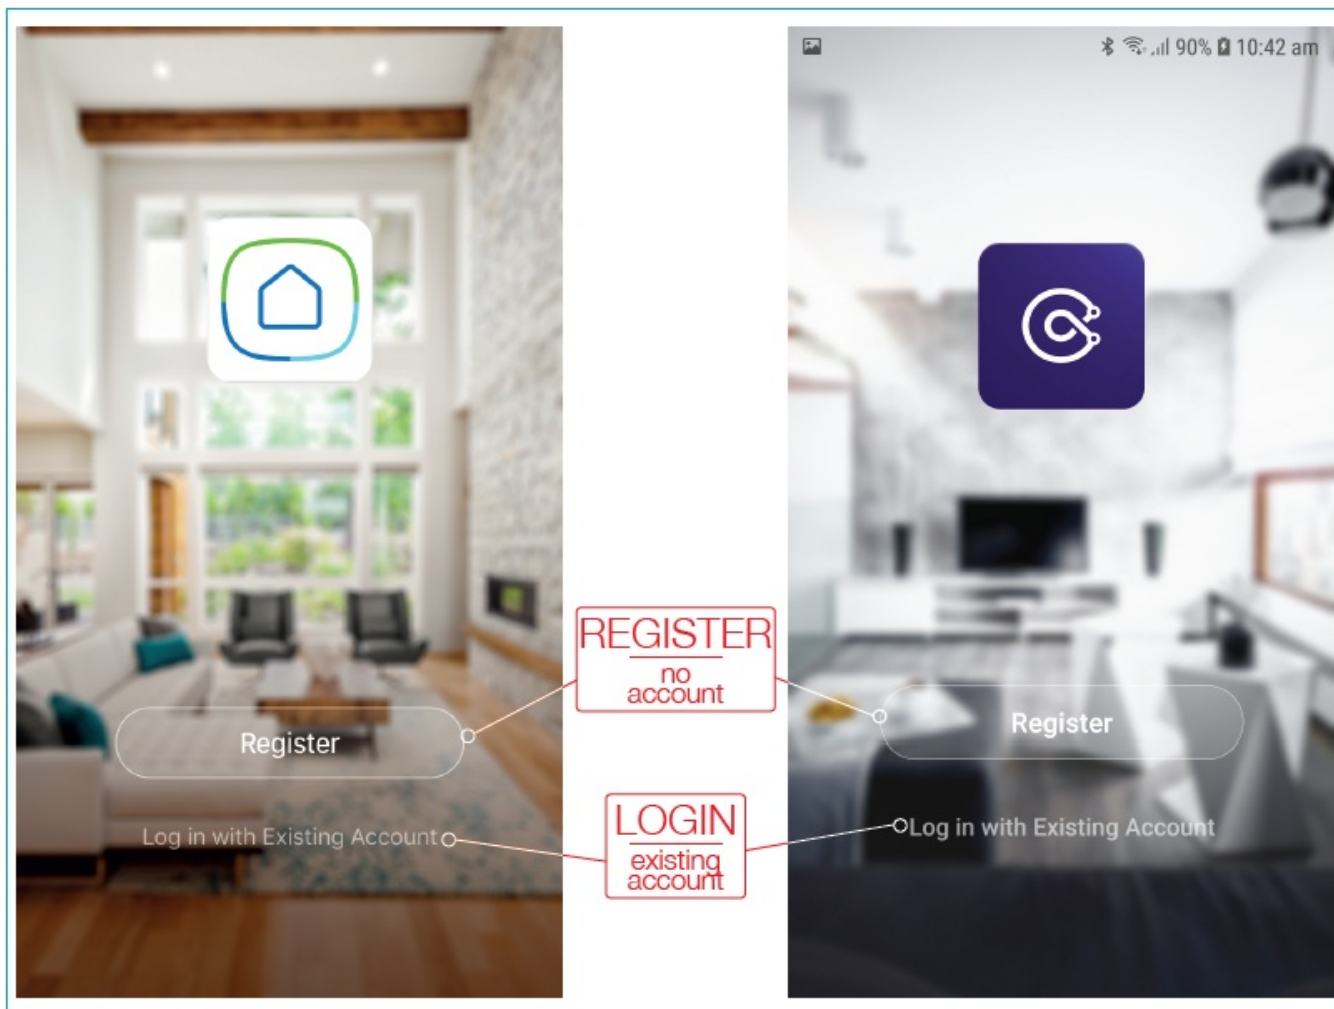 90% 10:42 am
REGISTER
no
account
Register
Register
LOGIN
existing
account
Log in with Existing Account
Log in with Existing Account